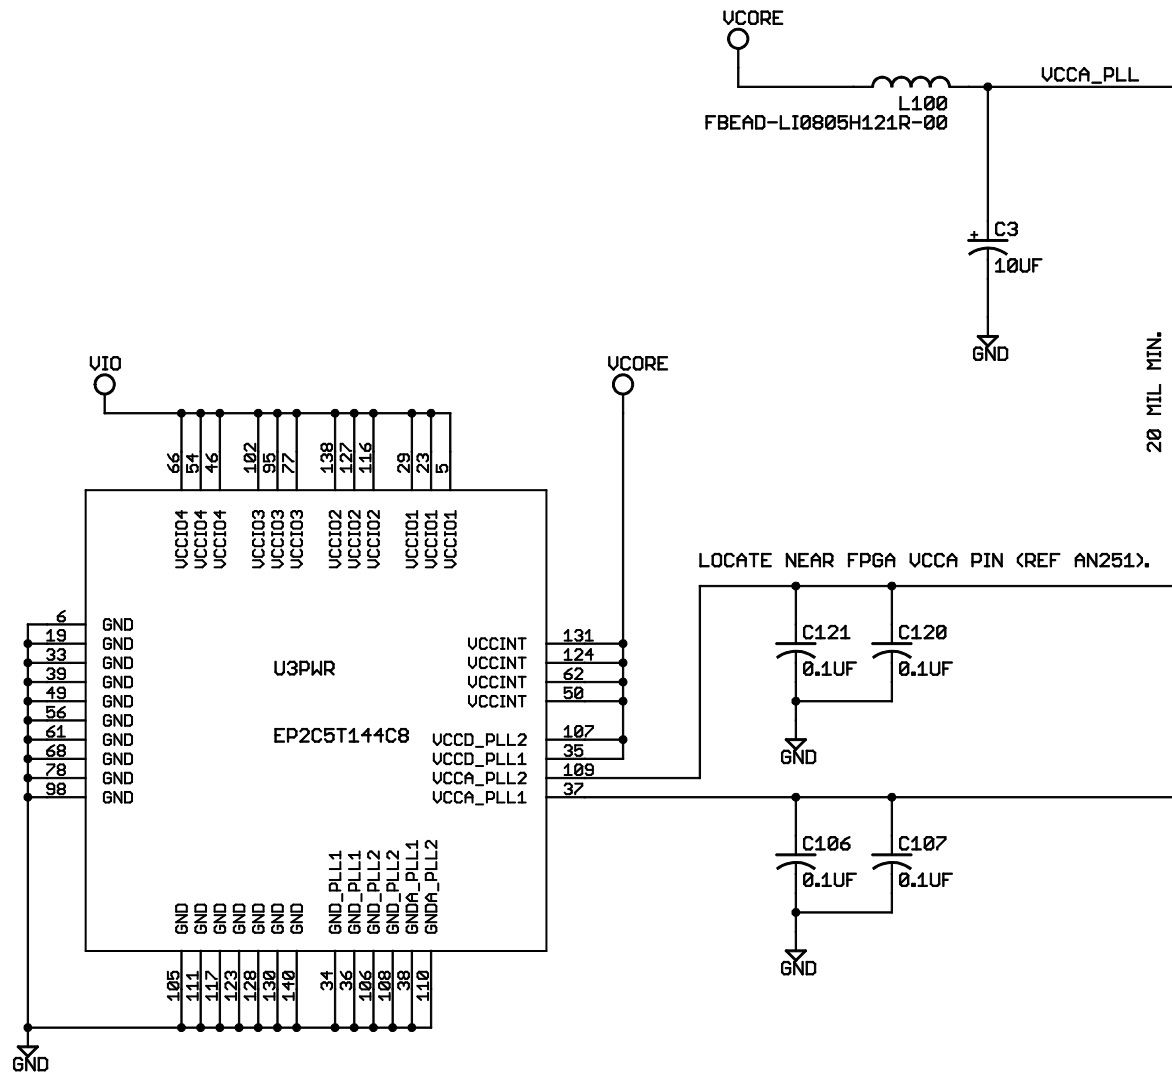 VCORE
VCCA_PLL
L100
FBEAD-LI0805H121R-00
+
C3
10UF
GND
20 MIL MIN.
VIO
VCORE
66
54
46
102
95
77
138
127
116
29
23
5
VCCIO4
VCCIO4
VCCIO4
VCCIO3
VCCIO3
VCCIO3
VCCIO2
VCCIO2
VCCIO2
VCCIO1
VCCIO1
VCCIO1
LOCATE NEAR FPGA VCCA PIN (REF AN251).
6 GND
19 GND
33 GND
39 GND
49 GND
56 GND
61 GND
68 GND
78 GND
98 GND
U3PWR
EP2C5T144C8
VCCINT 131
VCCINT 124
VCCINT 62
VCCINT 50
VCCD_PLL2 107
VCCD_PLL1 35
VCCA_PLL2 109
VCCA_PLL1 37
C121
0.1UF
C120
0.1UF
GND
C106
0.1UF
C107
0.1UF
GND
GND
GND
GND
GND
GND
GND
GND
GND_PLL1
GND_PLL1
GND_PLL2
GND_PLL2
GNDA_PLL1
GNDA_PLL2
105
111
117
123
128
130
140
34
36
106
108
38
110
GND